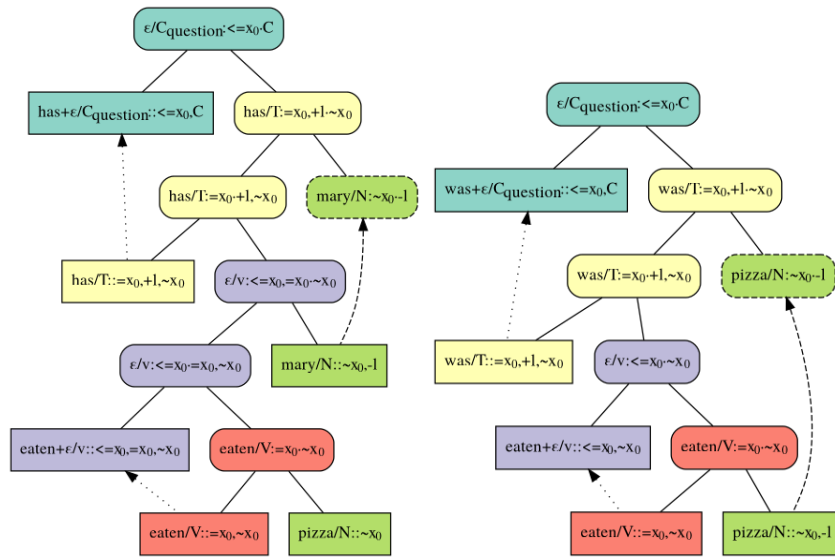 ε/Cquestion:<=x0·C
has+ε/Cquestion::<=x0,C
has/T:=x0,+l·~x0
has/T:=x0·+l,~x0
mary/N:~x0·-l
has/T::=x0,+l,~x0
ε/v:<=x0,=x0·~x0
ε/v:<=x0·=x0,~x0
mary/N::~x0,-l
eaten+ε/v::<=x0,=x0,~x0
eaten/V:=x0·~x0
eaten/V::=x0,~x0
pizza/N::~x0
ε/Cquestion:<=x0·C
was+ε/Cquestion::<=x0,C
was/T:=x0,+l·~x0
was/T:=x0·+l,~x0
pizza/N:~x0·-l
was/T::=x0,+l,~x0
ε/v:<=x0·~x0
eaten+ε/v::<=x0,~x0
eaten/V:=x0·~x0
eaten/V::=x0,~x0
pizza/N::~x0,-l